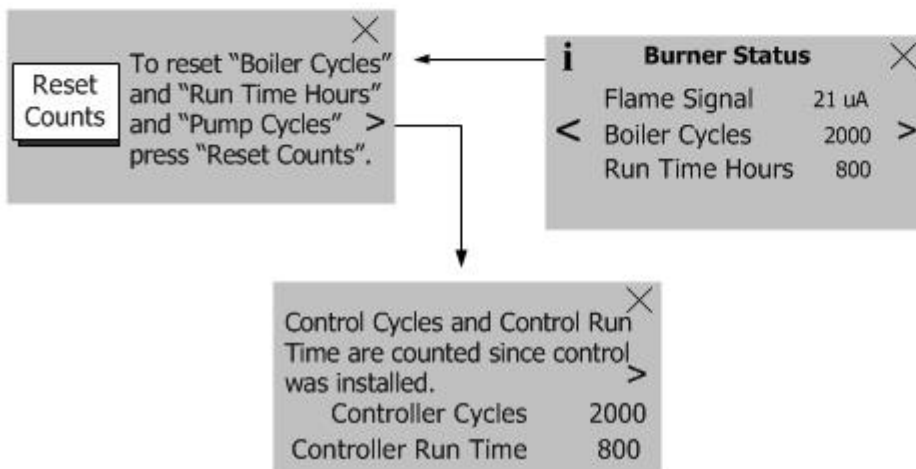 Reset
Counts
To reset “Boiler Cycles”
and “Run Time Hours”
and “Pump Cycles” >
press “Reset Counts”.
i Burner Status
Flame Signal 21 uA
< Boiler Cycles 2000 >
Run Time Hours 800
Control Cycles and Control Run
Time are counted since control
was installed. >
Controller Cycles 2000
Controller Run Time 800